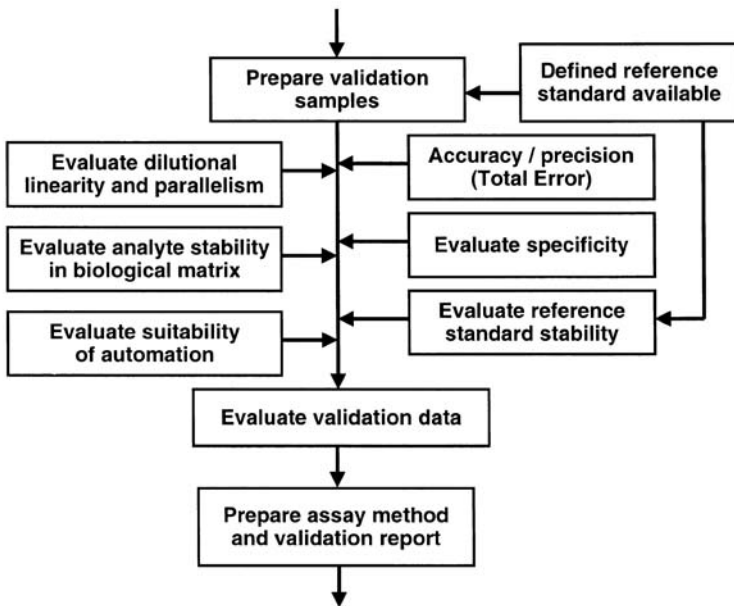 Prepare validation
samples
Defined reference
standard available
Evaluate dilutional
linearity and parallelism
Accuracy / precision
(Total Error)
Evaluate analyte stability
in biological matrix
Evaluate specificity
Evaluate suitability
of automation
Evaluate reference
standard stability
Evaluate validation data
Prepare assay method
and validation report